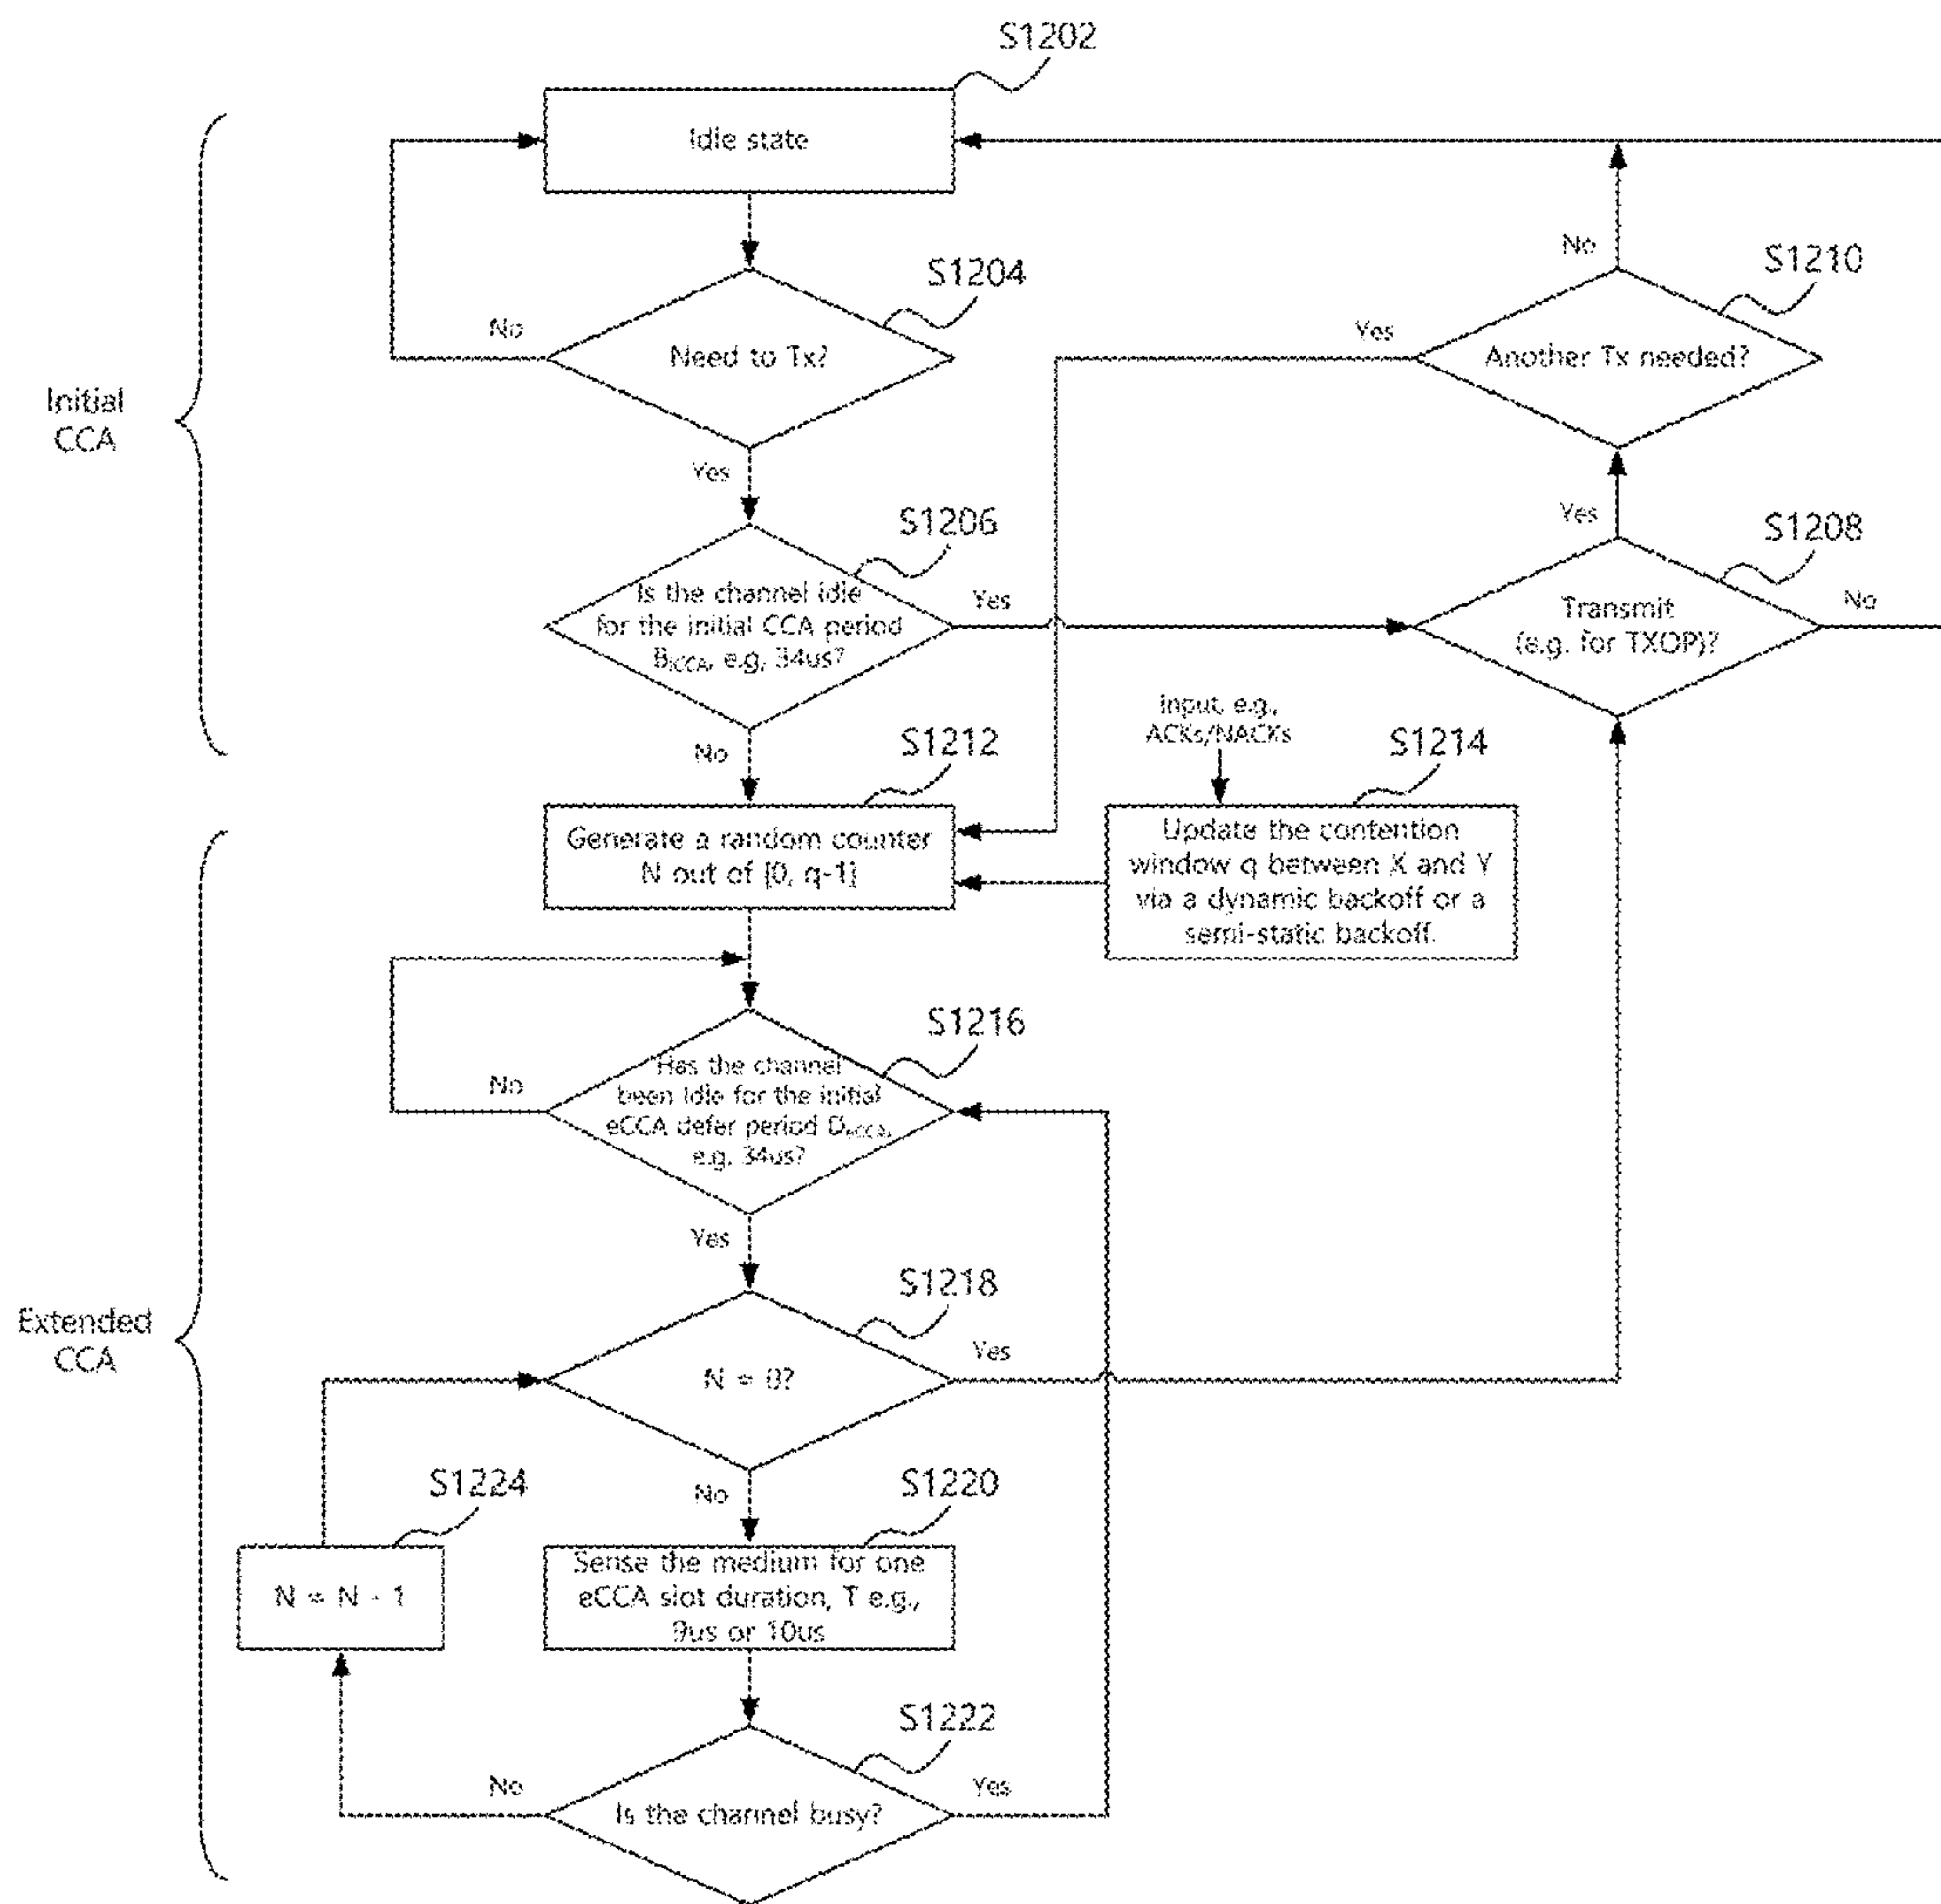 S1202
Idle state
S1204
No
Need to Tx?
Yes
S1210
No
Yes
Another Tx needed?
Initial
CCA
S1206
Is the channel idle
for the initial CCA period
BiCCA, e.g, 34us?
Yes
No
S1208
Yes
Transmit
(e.g. for TXOP)?
No
S1212
Generate a random counter
N out of [0, q-1]
input, e.g.,
ACKs/NACKs
S1214
Update the contention
window q between X and Y
via a dynamic backoff or a
semi-static backoff.
S1216
No
Has the channel
been idle for the initial
eCCA defer period DeCCA,
e.g, 34us?
Yes
Extended
CCA
S1218
N = 0?
Yes
No
S1224
N = N - 1
S1220
Sense the medium for one
eCCA slot duration, T e.g.,
9us or 10us
S1222
No
Is the channel busy?
Yes